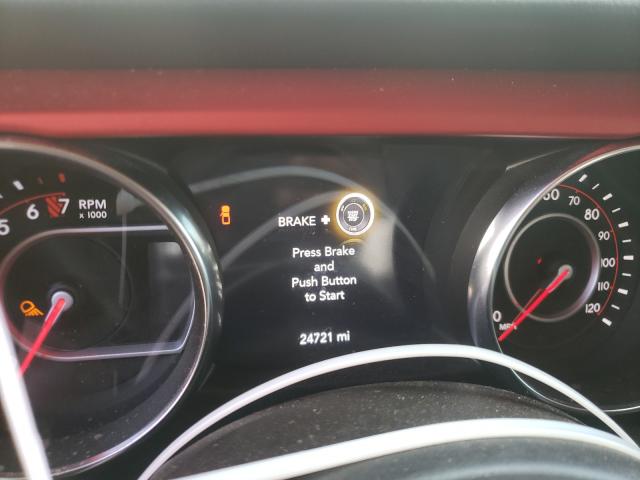 5 6 7
RPM
x 1000
BRAKE +
Press Brake
and
Push Button
to Start
24721 mi
60
70
80
90
100
110
120
0
MPH